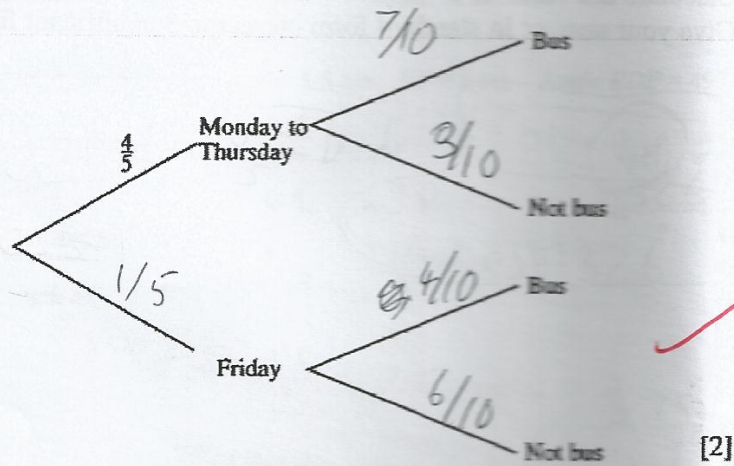 7/10
Bus
4/5
Monday to
Thursday
3/10
Not bus
1/5
4/10
Bus
Friday
6/10
Not bus
[2]